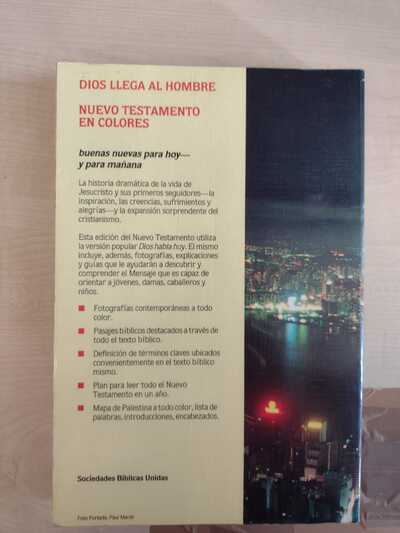 DIOS LLEGA AL HOMBRE
NUEVO TESTAMENTO
EN COLORES
buenas nuevas para hoy—
y para mañana
La historia dramática de la vida de
Jesucristo y sus primeros seguidores—la
inspiración, las creencias, sufrimientos y
alegrías—y la expansión sorprendente del
cristianismo.
Esta edición del Nuevo Testamento utiliza
la versión popular Dios habla hoy. El mismo
incluye, además, fotografías, explicaciones
y guías que le ayudarán a descubrir y
comprender el Mensaje que es capaz de
orientar a jóvenes, damas, caballeros y
niños.
■ Fotografías contemporáneas a todo
color.
■ Pasajes bíblicos destacados a través de
todo el texto bíblico.
■ Definición de términos claves ubicados
convenientemente en el texto bíblico
mismo.
■ Plan para leer todo el Nuevo
Testamento en un año.
■ Mapa de Palestina a todo color, lista de
palabras, introducciones, encabezados.
Sociedades Bíblicas Unidas
Foto Portada: Paul